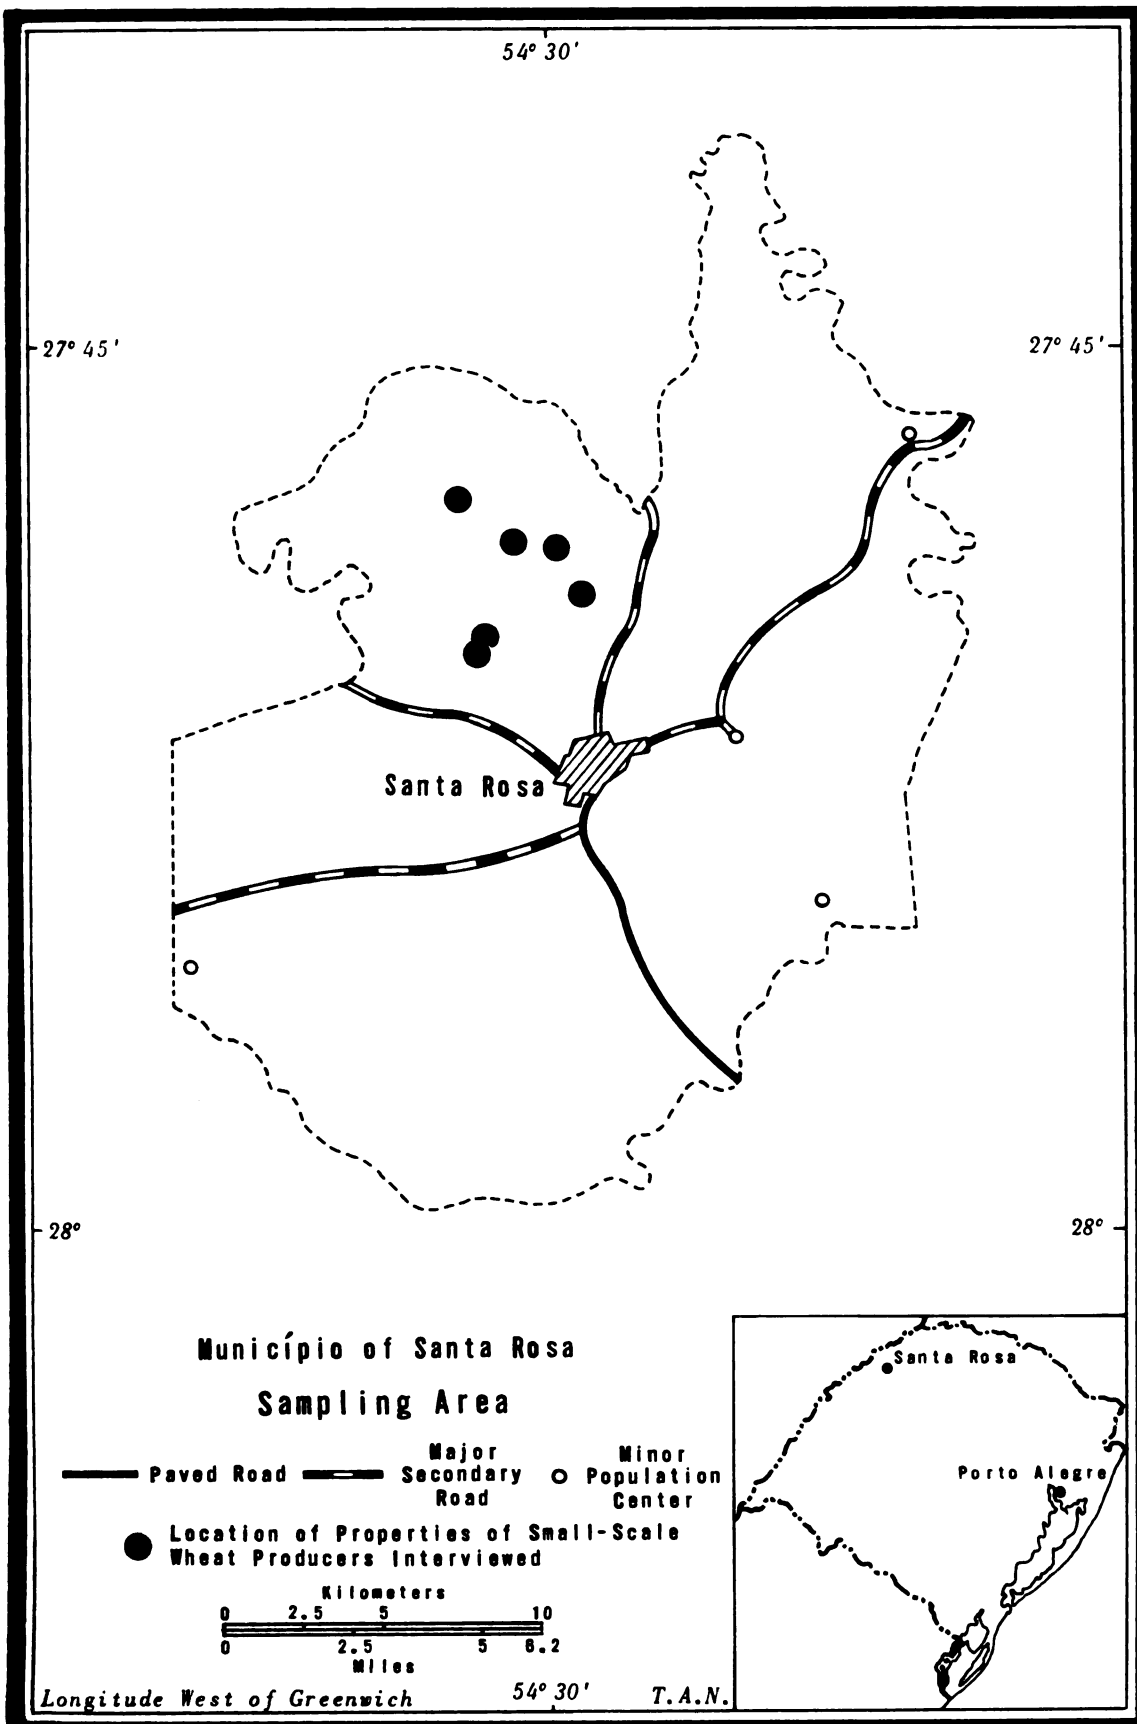 54° 30'
27° 45'
27° 45'
Santa Rosa
28°
28°
Município of Santa Rosa
Sampling Area
Paved Road
Major
Secondary
Road
Minor
Population
Center
Location of Properties of Small-Scale
Wheat Producers Interviewed
Kilometers
0 2.5 5 10
0 2.5 5 6.2
Miles
Longitude West of Greenwich
54° 30'
T.A.N.
Santa Rosa
Porto Alegre